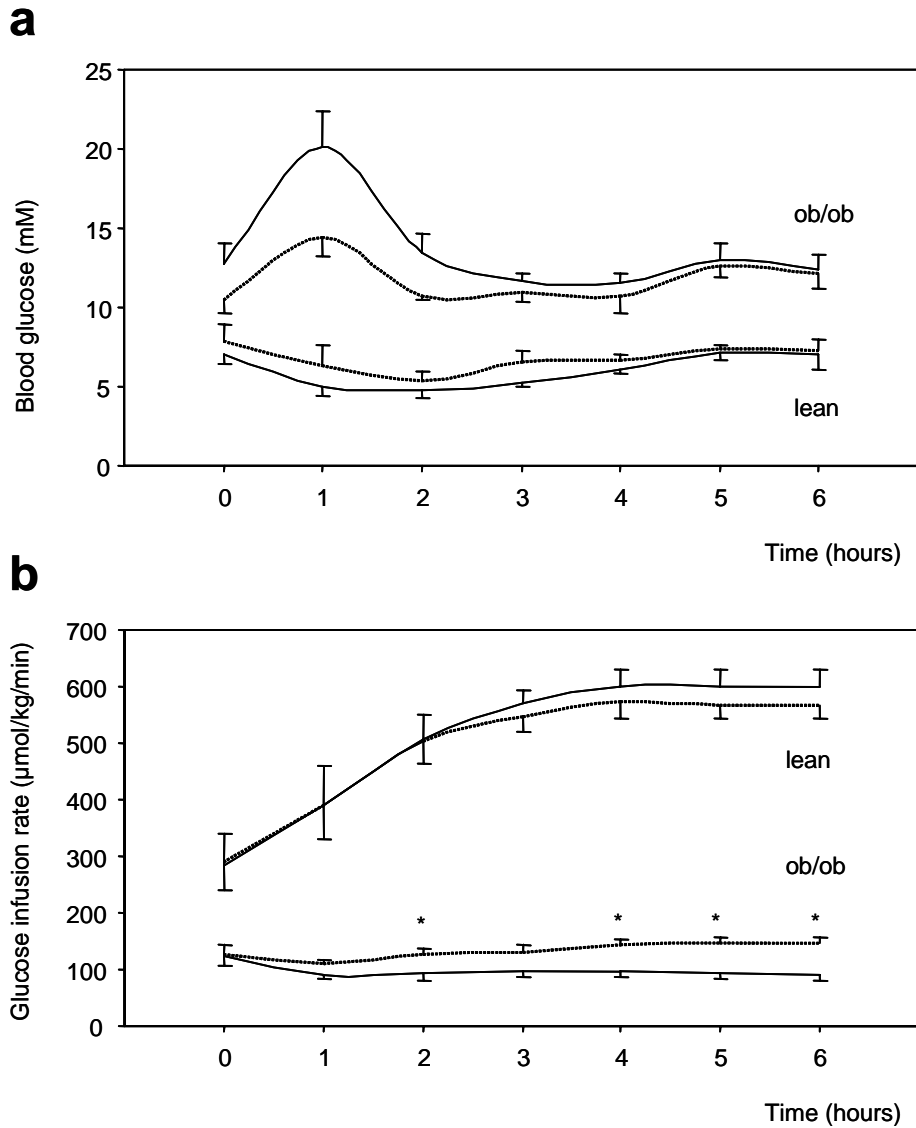 a
Blood glucose (mM)
25
20
15
10
5
0
ob/ob
lean
0 1 2 3 4 5 6
Time (hours)
b
Glucose infusion rate (µmol/kg/min)
700
600
500
400
300
200
100
0
lean
ob/ob
* * * *
0 1 2 3 4 5 6
Time (hours)